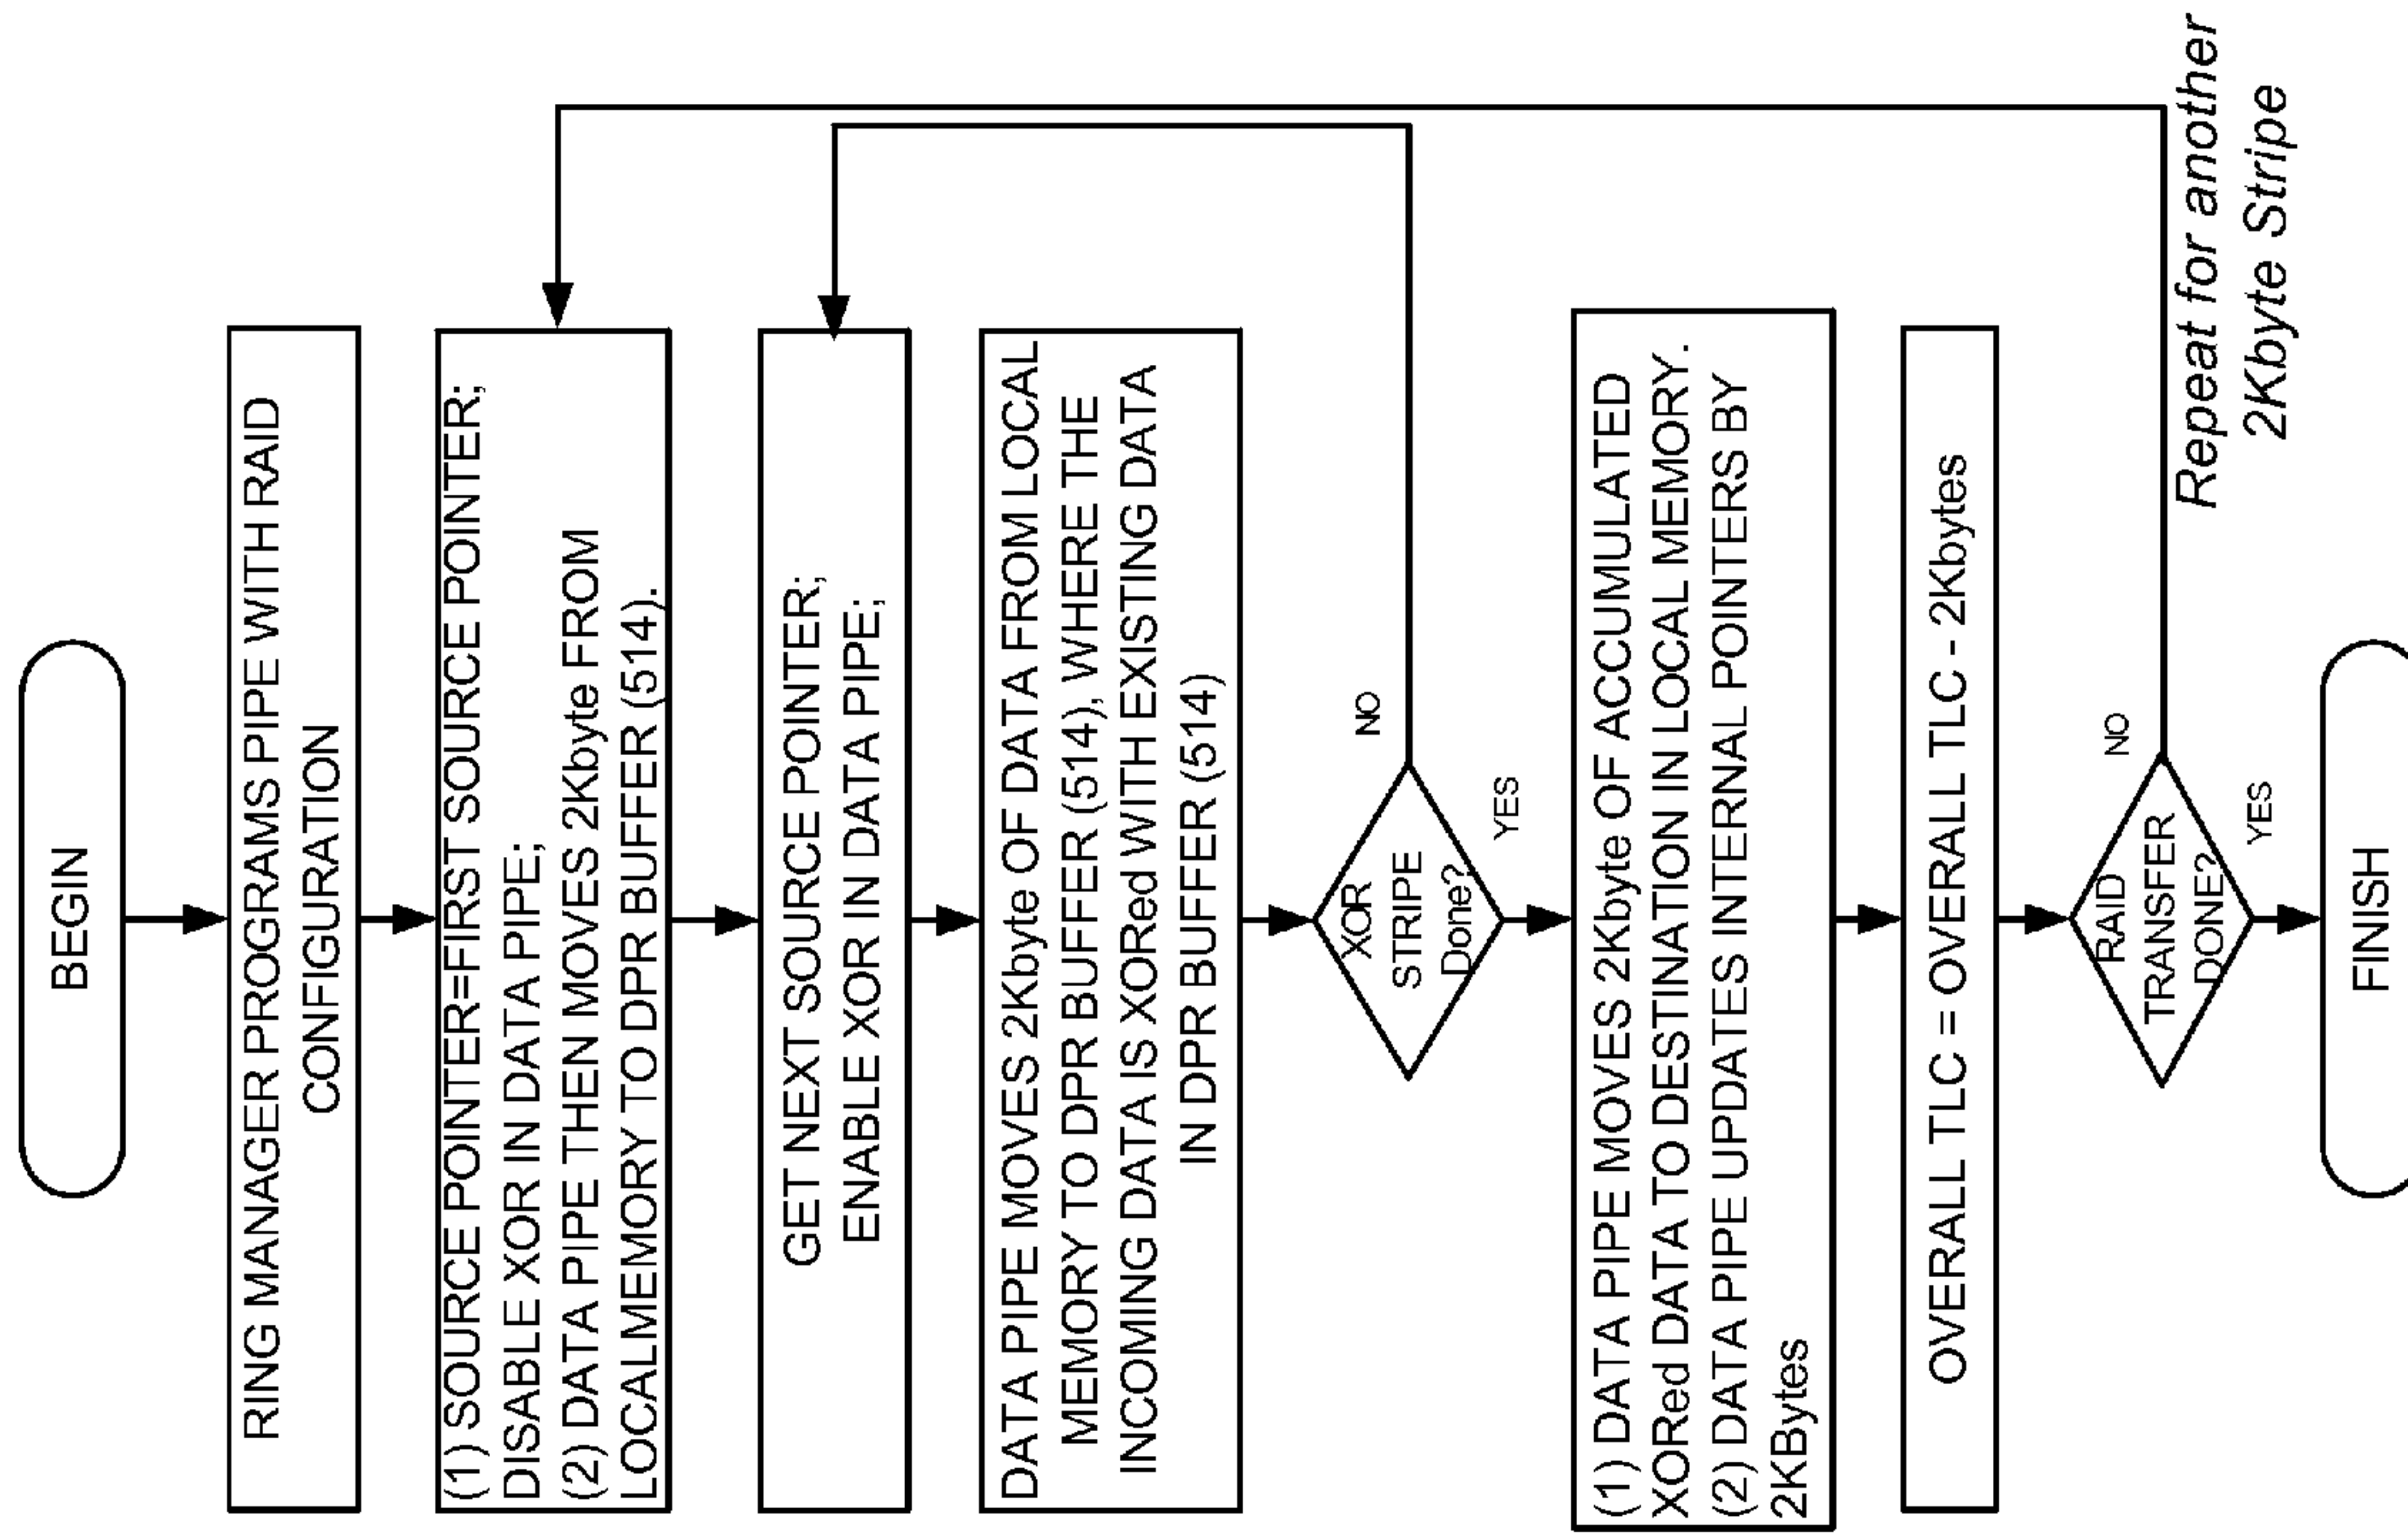 BEGIN
RING MANAGER PROGRAMS PIPE WITH RAID
CONFIGURATION
(1) SOURCE POINTER=FIRST SOURCE POINTER;
DISABLE XOR IN DATA PIPE;
(2) DATA PIPE THEN MOVES 2Kbyte FROM
LOCALMEMORY TO DPR BUFFER (514).
GET NEXT SOURCE POINTER;
ENABLE XOR IN DATA PIPE;
DATA PIPE MOVES 2Kbyte OF DATA FROM LOCAL
MEMORY TO DPR BUFFER (514), WHERE THE
INCOMING DATA IS XORed WITH EXISTING DATA
IN DPR BUFFER (514)
XOR
STRIPE
Done?
NO
YES
(1) DATA PIPE MOVES 2Kbyte OF ACCUMULATED
XORed DATA TO DESTINATION IN LOCAL MEMORY.
(2) DATA PIPE UPDATES INTERNAL POINTERS BY
2KBytes
OVERALL TLC = OVERALL TLC - 2Kbytes
RAID
TRANSFER
DONE?
NO
YES
Repeat for another
2Kbyte Stripe
FINISH